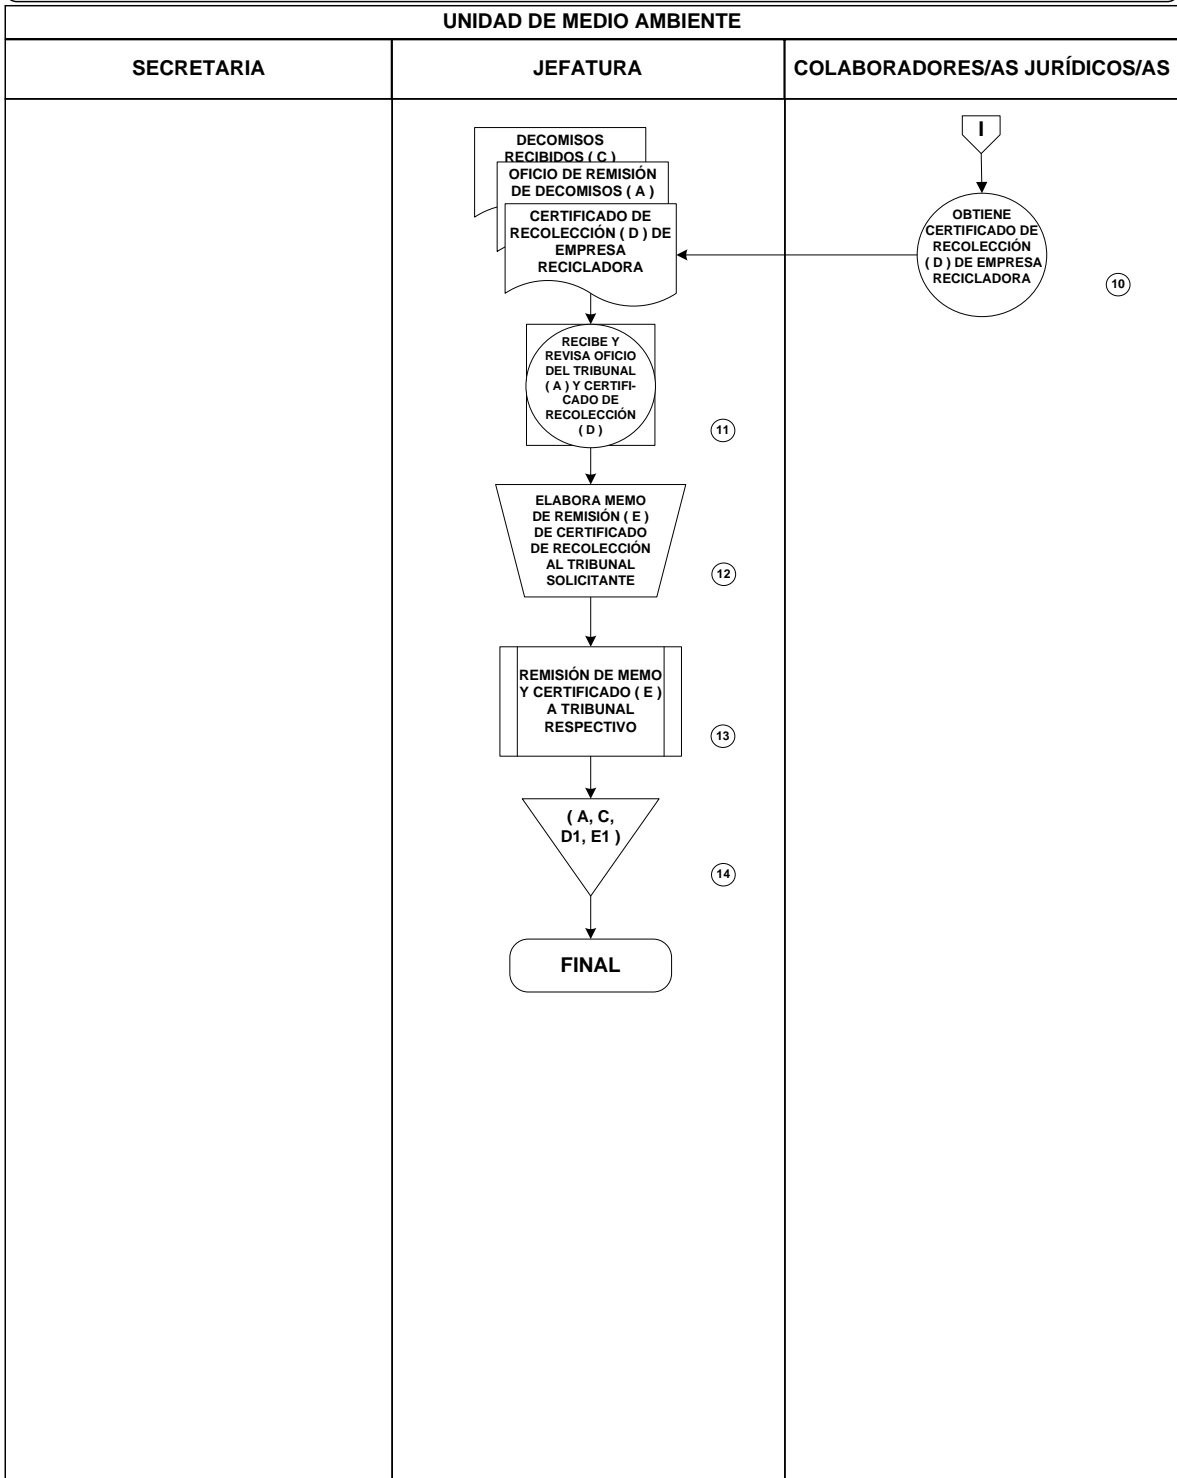 UNIDAD DE MEDIO AMBIENTE
SECRETARIA
JEFATURA
COLABORADORES/AS JURÍDICOS/AS
I
OBTIENE
CERTIFICADO DE
RECOLECCIÓN
( D ) DE EMPRESA
RECICLADORA
10
DECOMISOS
RECIBIDOS ( C )
OFICIO DE REMISIÓN
DE DECOMISOS ( A )
CERTIFICADO DE
RECOLECCIÓN ( D ) DE
EMPRESA
RECICLADORA
RECIBE Y
REVISA OFICIO
DEL TRIBUNAL
( A ) Y CERTIFI-
CADO DE
RECOLECCIÓN
( D )
11
ELABORA MEMO
DE REMISIÓN ( E )
DE CERTIFICADO
DE RECOLECCIÓN
AL TRIBUNAL
SOLICITANTE
12
REMISIÓN DE MEMO
Y CERTIFICADO ( E )
A TRIBUNAL
RESPECTIVO
13
( A, C,
D1, E1 )
14
FINAL